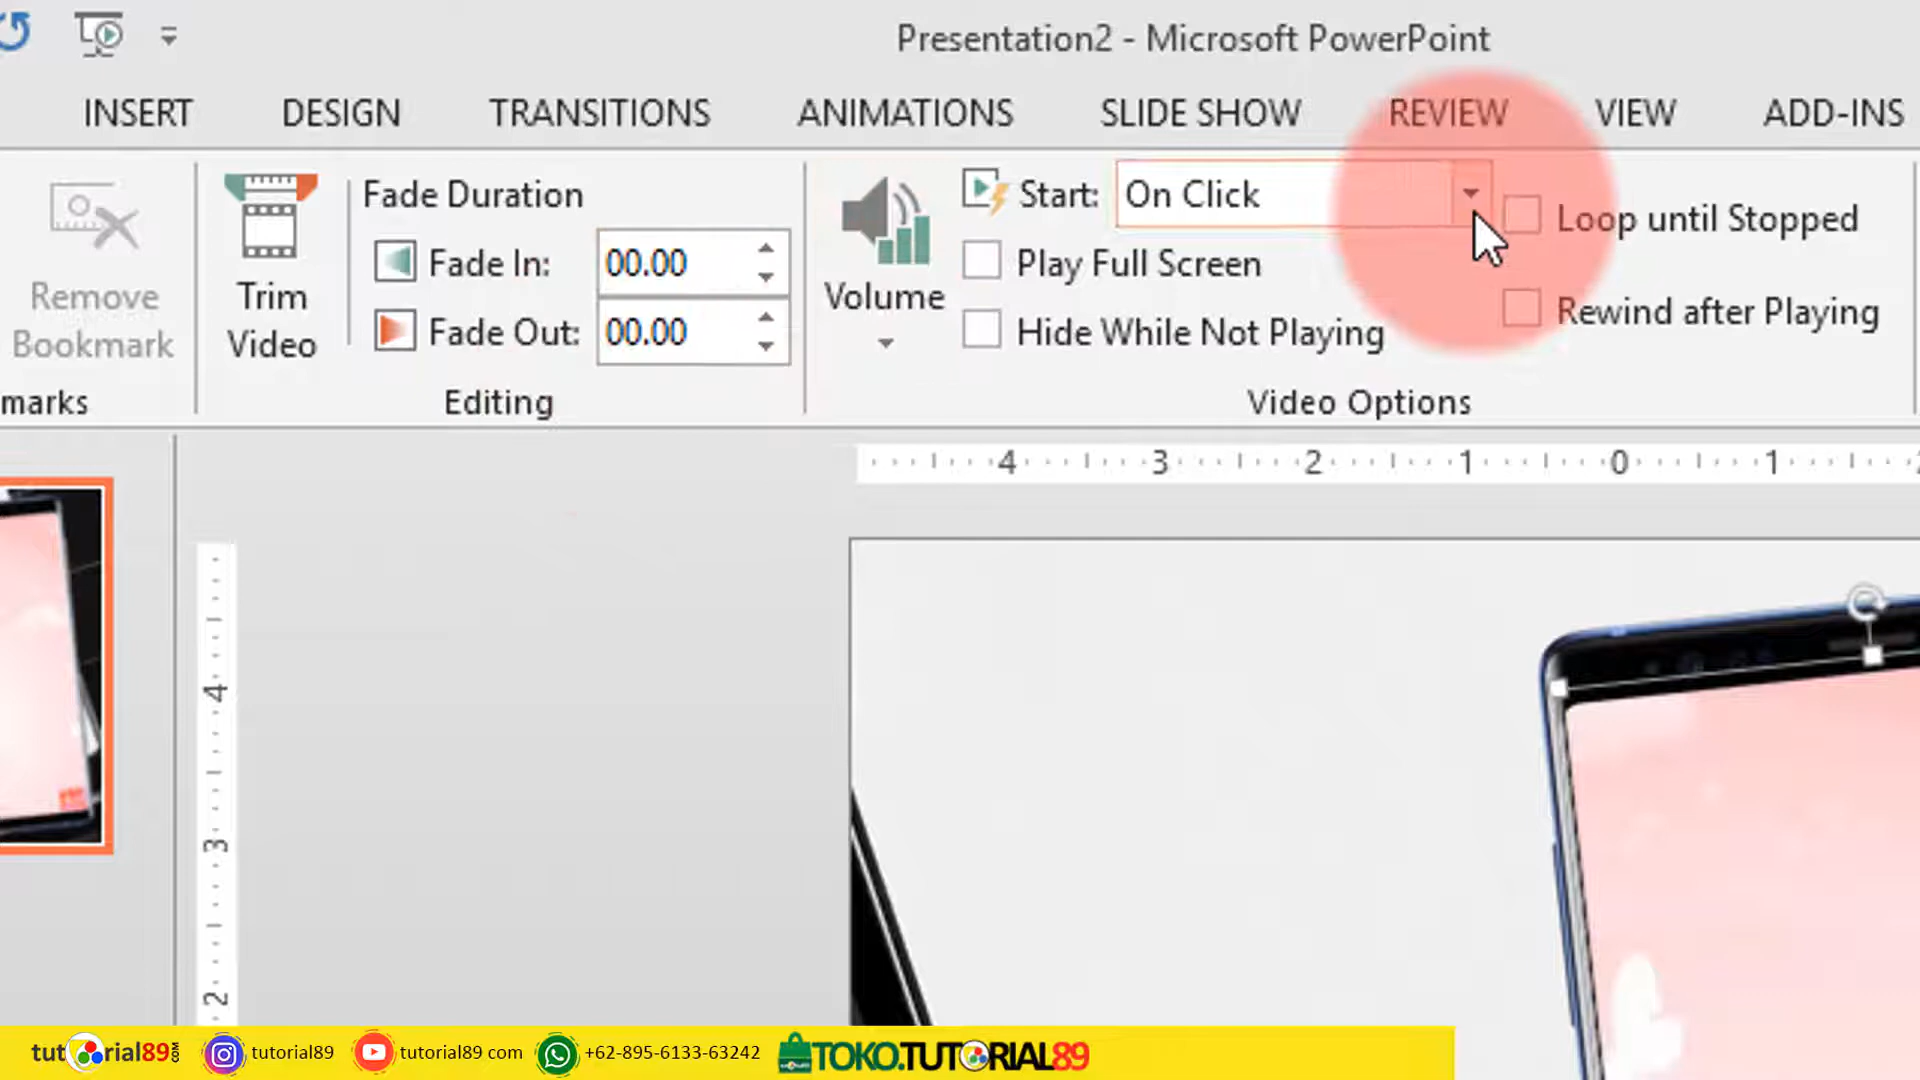 Presentation2 - Microsoft PowerPoint
INSERT DESIGN TRANSITIONS ANIMATIONS SLIDE SHOW REVIEW VIEW ADD-INS
Remove
Bookmark
marks
Trim
Video
Fade Duration
Fade In: 00.00
Fade Out: 00.00
Editing
Volume
Start: On Click
Play Full Screen
Hide While Not Playing
Loop until Stopped
Rewind after Playing
Video Options
4 3 2 1 0 1 2
4
3
2
tutorial89.com tutorial89 tutorial89 com +62-895-6133-63242 TOKO.TUTORIAL89